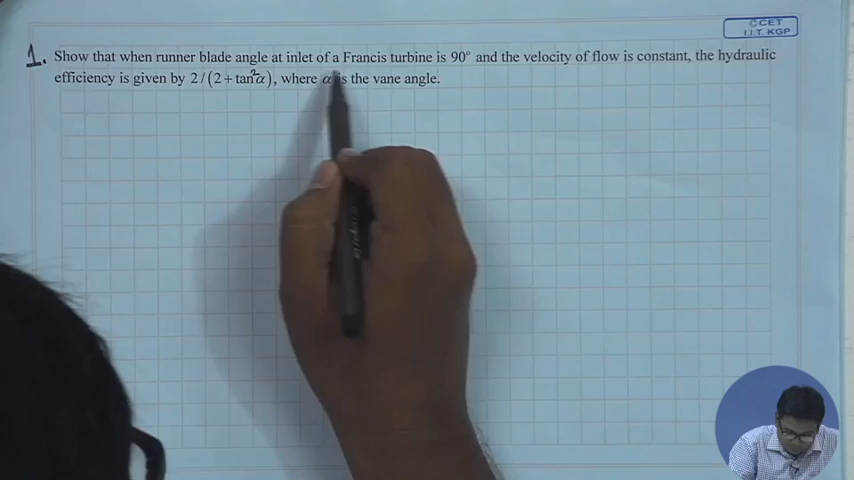 ©CET
I.I.T. KGP
1. Show that when runner blade angle at inlet of a Francis turbine is 90° and the velocity of flow is constant, the hydraulic
efficiency is given by 2/(2+tan²α), where α is the vane angle.